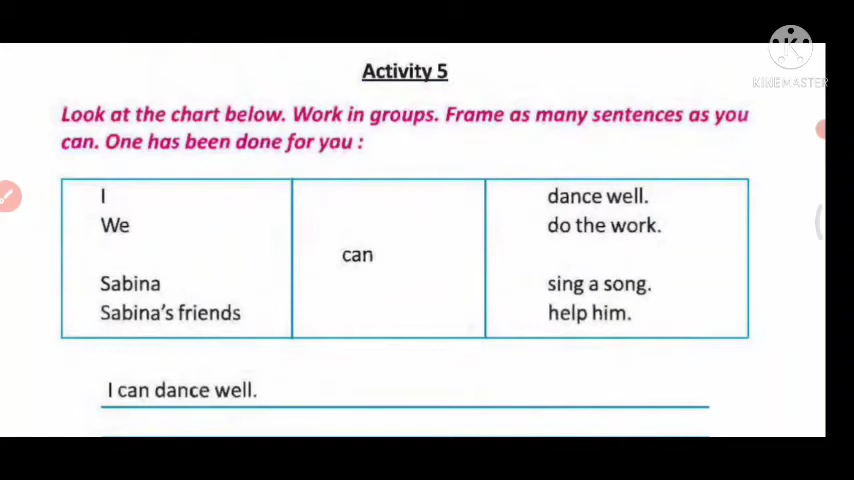 KINEMASTER
Activity 5
Look at the chart below. Work in groups. Frame as many sentences as you
can. One has been done for you :
I
We
Sabina
Sabina's friends
can
dance well.
do the work.
sing a song.
help him.
I can dance well.